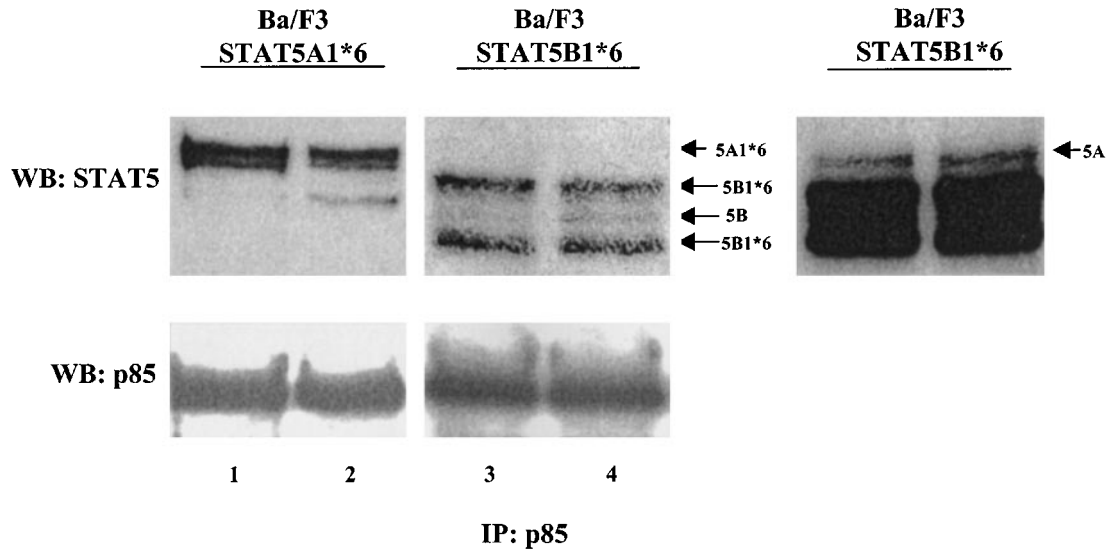 Ba/F3
STAT5A1*6
Ba/F3
STAT5B1*6
Ba/F3
STAT5B1*6
WB: STAT5
5A1*6
5B1*6
5B
5B1*6
5A
WB: p85
1
2
3
4
IP: p85